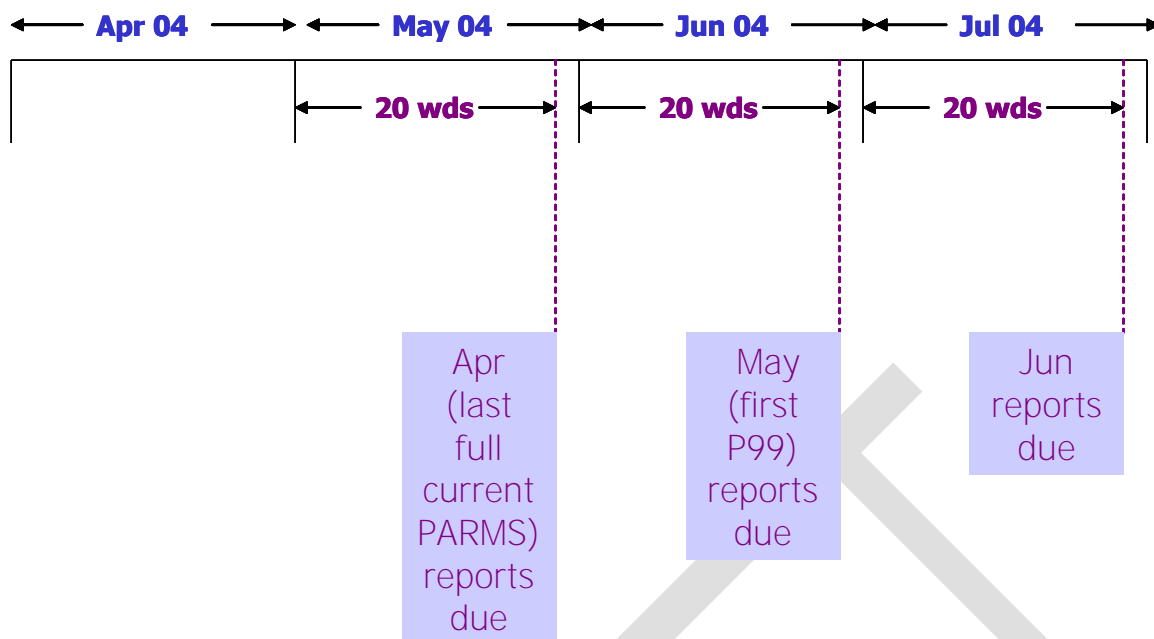 Apr 04 May 04 Jun 04 Jul 04
20 wds 20 wds 20 wds
Apr
(last
full
current
PARMS)
reports
due
May
(first
P99)
reports
due
Jun
reports
due